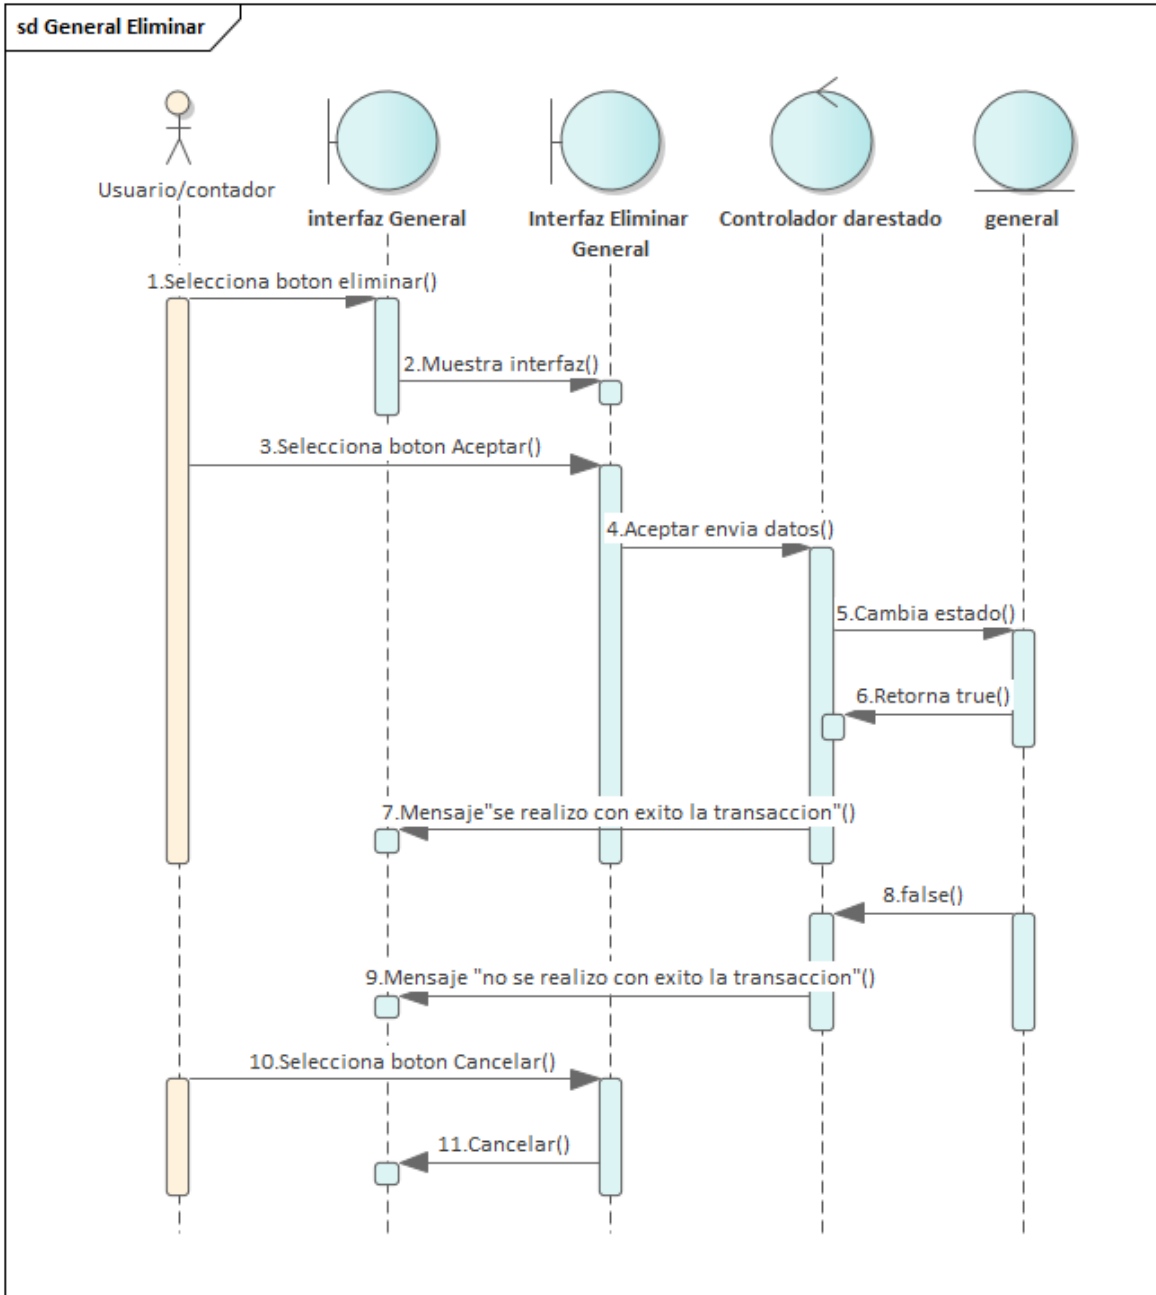 sd General Eliminar
Usuario/contador
interfaz General
Interfaz Eliminar
General
Controlador darestado
general
1.Selecciona boton eliminar()
2.Muestra interfaz()
3.Selecciona boton Aceptar()
4.Aceptar envia datos()
5.Cambia estado()
6.Retorna true()
7.Mensaje"se realizo con exito la transaccion"()
8.false()
9.Mensaje "no se realizo con exito la transaccion"()
10.Selecciona boton Cancelar()
11.Cancelar()